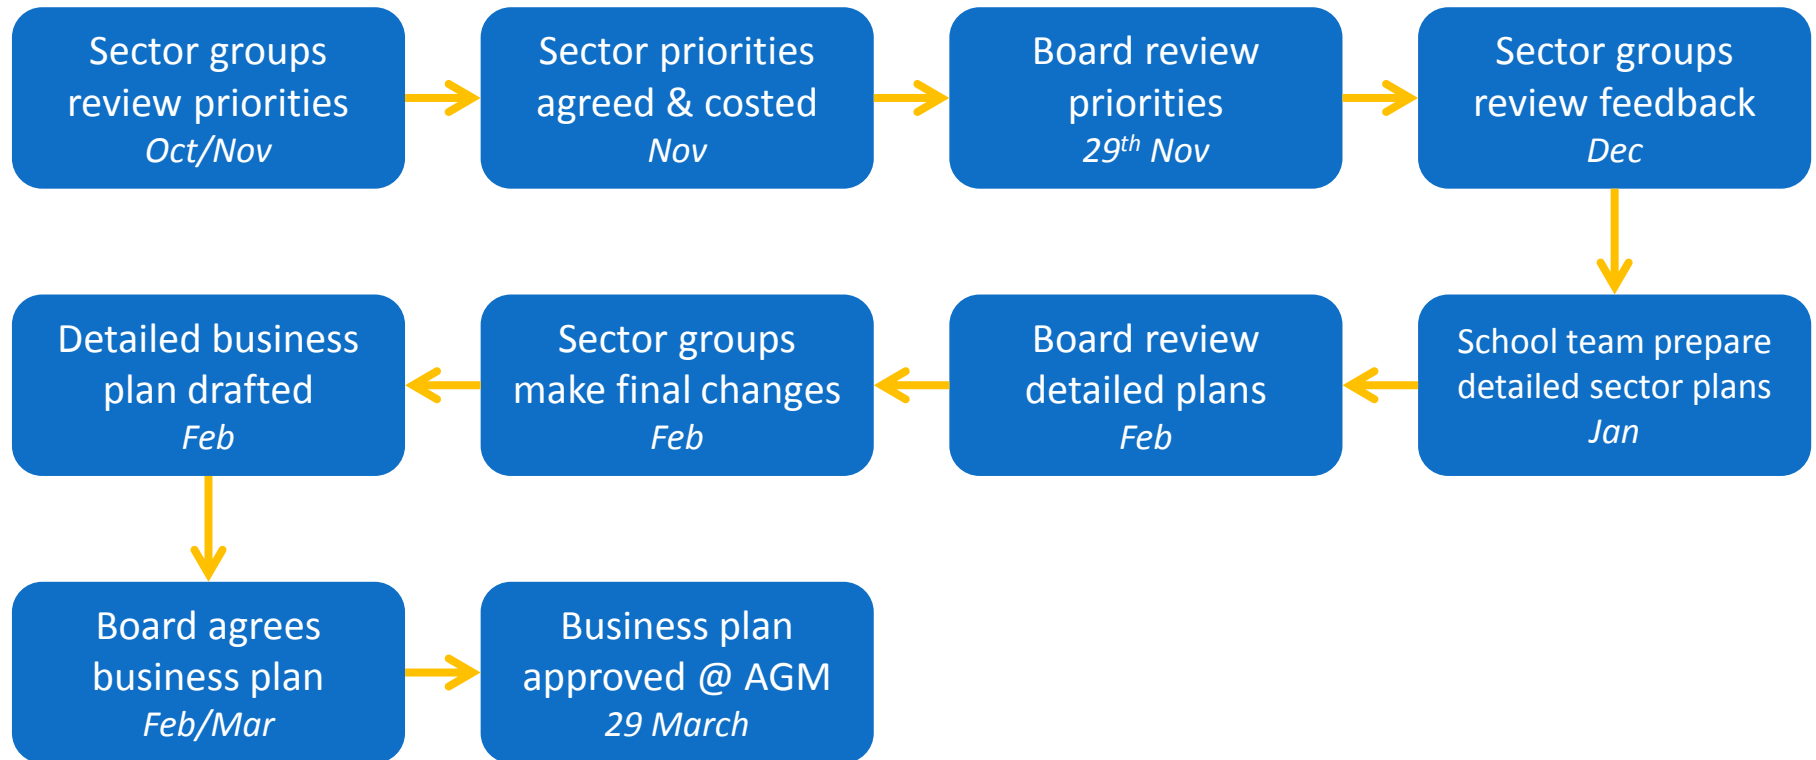 Sector groups
review priorities
Oct/Nov
Sector priorities
agreed & costed
Nov
Board review
priorities
29th Nov
Sector groups
review feedback
Dec
School team prepare
detailed sector plans
Jan
Board review
detailed plans
Feb
Sector groups
make final changes
Feb
Detailed business
plan drafted
Feb
Board agrees
business plan
Feb/Mar
Business plan
approved @ AGM
29 March